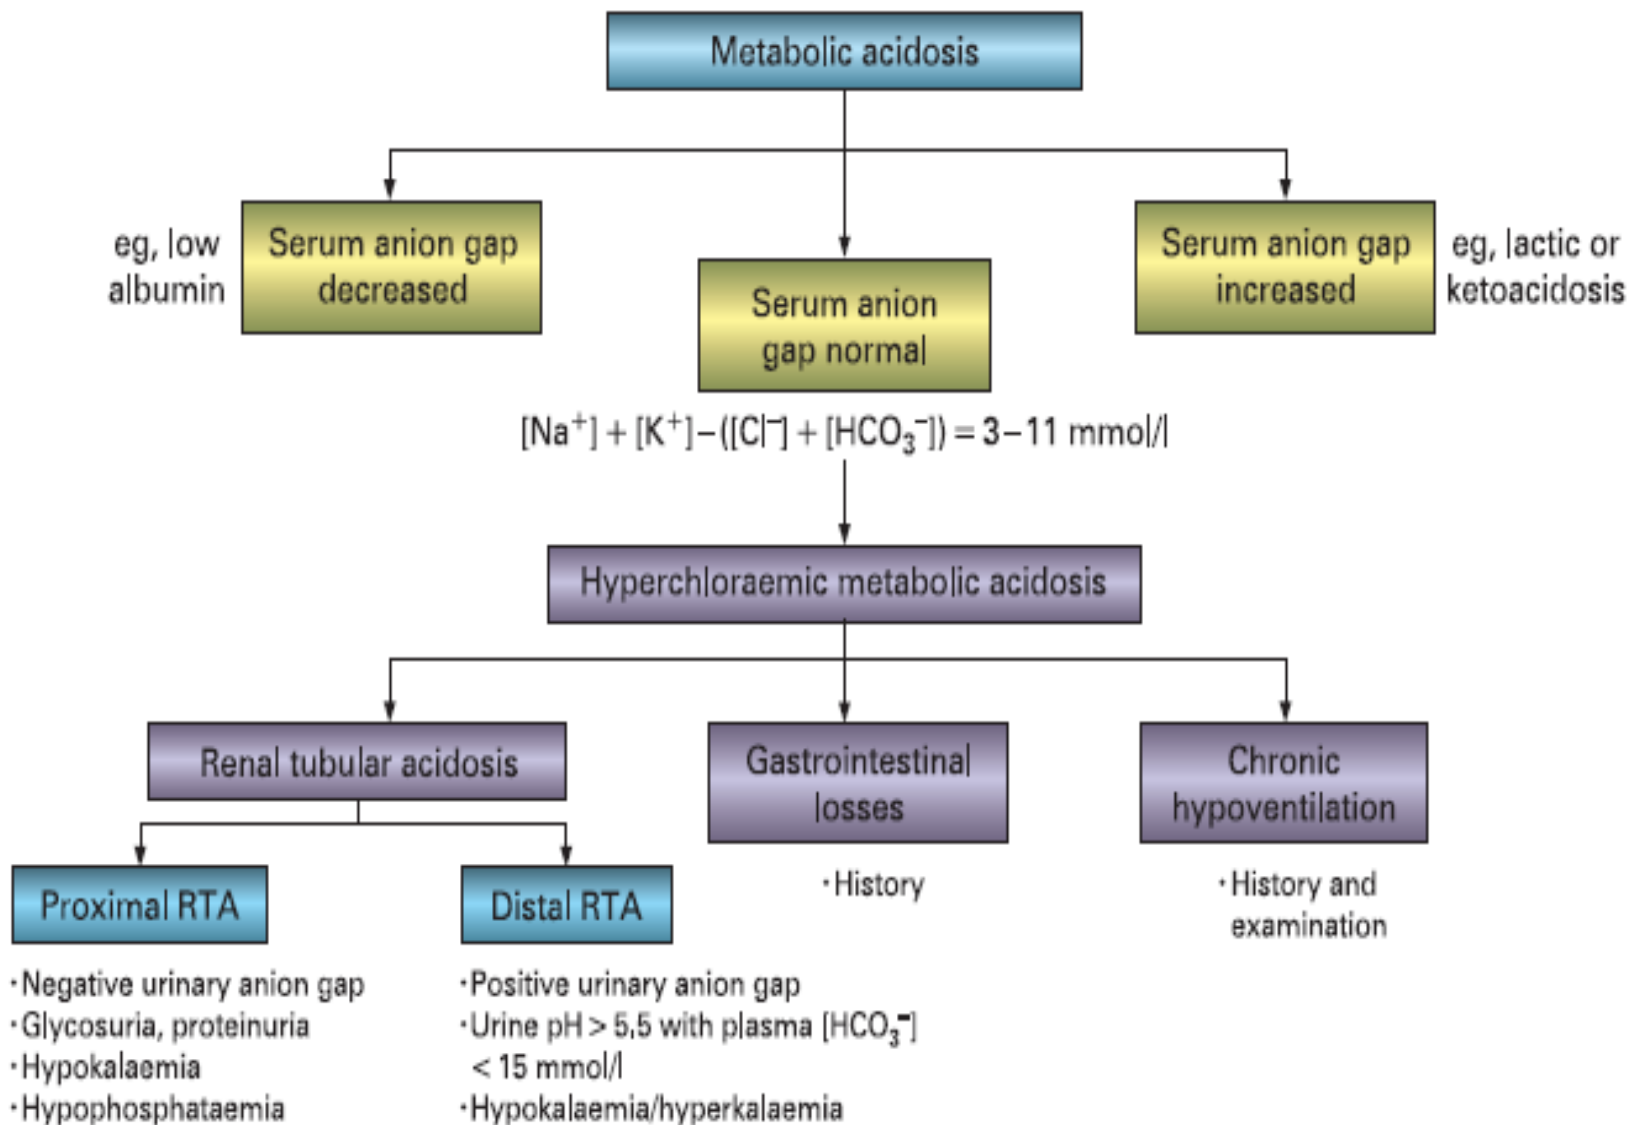 Metabolic acidosis
eg, low
albumin
Serum anion gap
decreased
Serum anion
gap normal
Serum anion gap
increased
eg, lactic or
ketoacidosis
[Na⁺] + [K⁺] – ([Cl⁻] + [HCO₃⁻]) = 3 – 11 mmol/l
Hyperchloraemic metabolic acidosis
Renal tubular acidosis
Gastrointestinal
losses
· History
Chronic
hypoventilation
· History and
examination
Proximal RTA
· Negative urinary anion gap
· Glycosuria, proteinuria
· Hypokalaemia
· Hypophosphataemia
Distal RTA
· Positive urinary anion gap
· Urine pH > 5,5 with plasma [HCO₃⁻]
< 15 mmol/l
· Hypokalaemia/hyperkalaemia